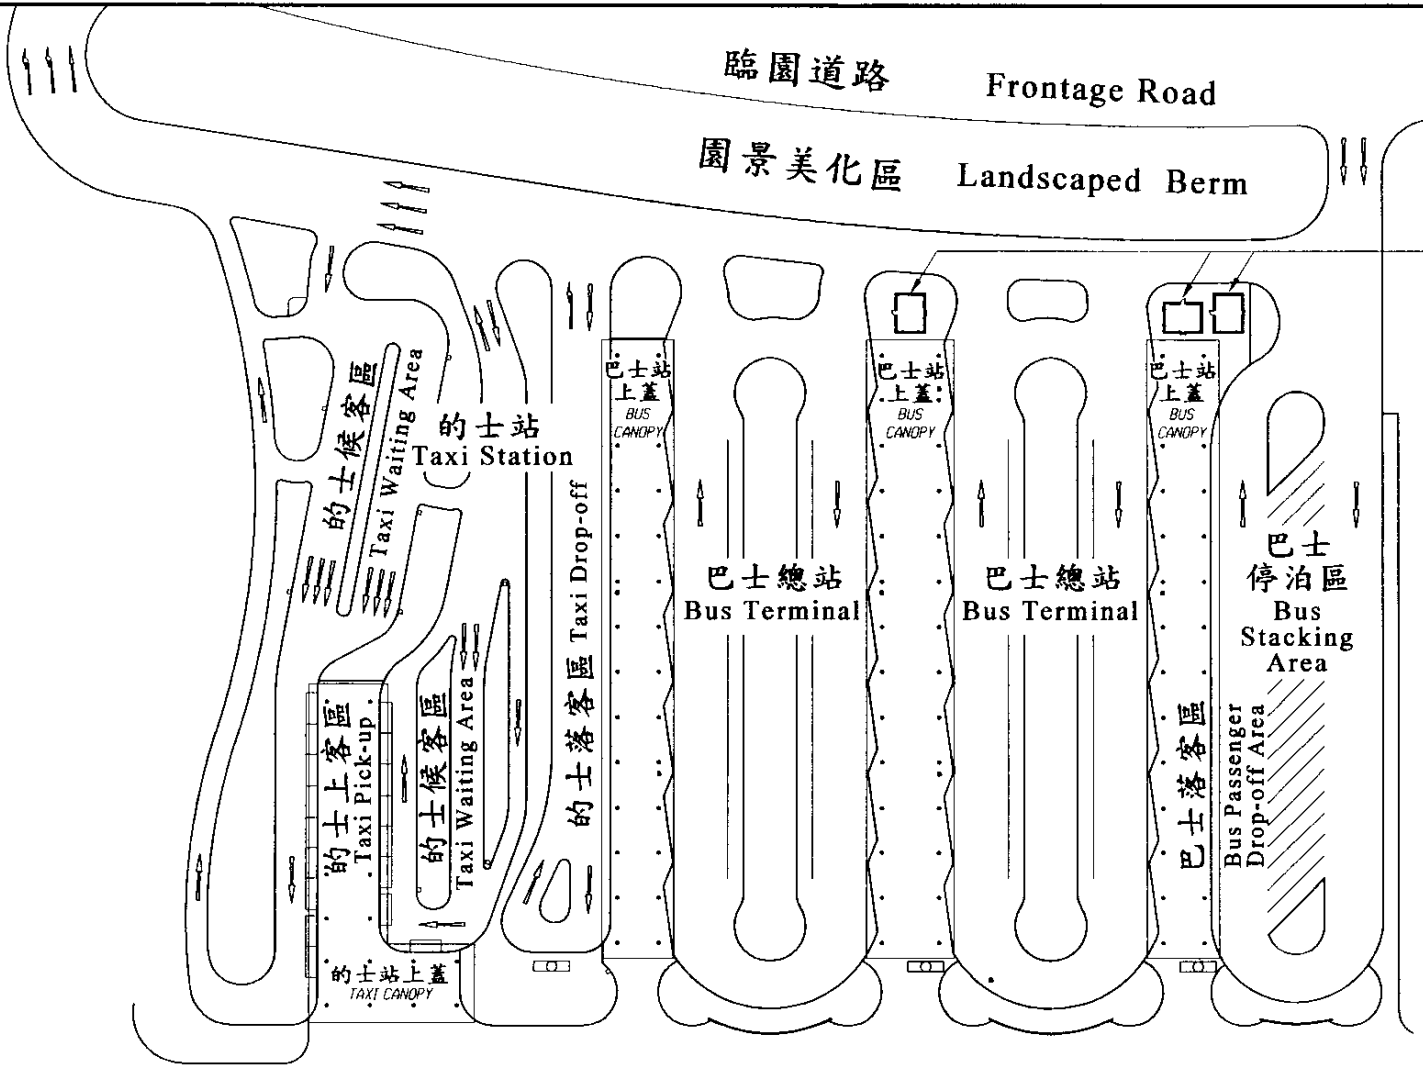 臨園道路 Frontage Road
園景美化區 Landscaped Berm
的士候客區
Taxi Waiting Area
的士站
Taxi Station
巴士站
上蓋
BUS
CANOPY
巴士站
上蓋
BUS
CANOPY
巴士站
上蓋
BUS
CANOPY
的士落客區 Taxi Drop-off
巴士總站
Bus Terminal
巴士總站
Bus Terminal
巴士
停泊區
Bus
Stacking
Area
的士上客區
Taxi Pick-up
的士候客區
Taxi Waiting Area
巴士落客區
Bus Passenger
Drop-off Area
的士站上蓋
TAXI CANOPY